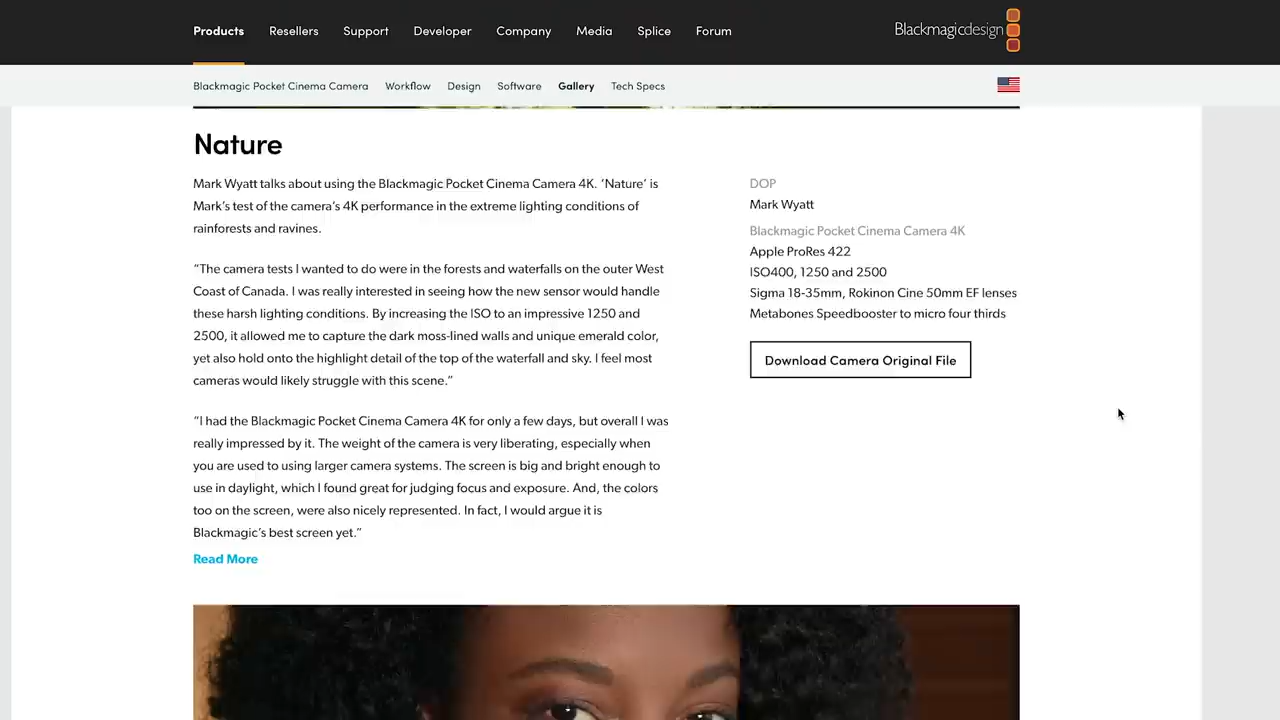 Products Resellers Support Developer Company Media Splice Forum Blackmagicdesign
Blackmagic Pocket Cinema Camera Workflow Design Software Gallery Tech Specs
Nature
Mark Wyatt talks about using the Blackmagic Pocket Cinema Camera 4K. ‘Nature’ is
Mark’s test of the camera’s 4K performance in the extreme lighting conditions of
rainforests and ravines.
“The camera tests I wanted to do were in the forests and waterfalls on the outer West
Coast of Canada. I was really interested in seeing how the new sensor would handle
these harsh lighting conditions. By increasing the ISO to an impressive 1250 and
2500, it allowed me to capture the dark moss-lined walls and unique emerald color,
yet also hold onto the highlight detail of the top of the waterfall and sky. I feel most
cameras would likely struggle with this scene.”
“I had the Blackmagic Pocket Cinema Camera 4K for only a few days, but overall I was
really impressed by it. The weight of the camera is very liberating, especially when
you are used to using larger camera systems. The screen is big and bright enough to
use in daylight, which I found great for judging focus and exposure. And, the colors
too on the screen, were also nicely represented. In fact, I would argue it is
Blackmagic’s best screen yet.”
Read More
DOP
Mark Wyatt
Blackmagic Pocket Cinema Camera 4K
Apple ProRes 422
ISO400, 1250 and 2500
Sigma 18-35mm, Rokinon Cine 50mm EF lenses
Metabones Speedbooster to micro four thirds
Download Camera Original File